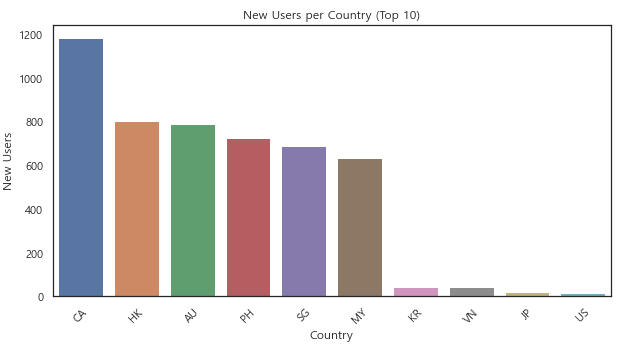 New Users per Country (Top 10)
New Users
1200
1000
800
600
400
200
0
CA HK AU PH SG MY KR VN JP US
Country